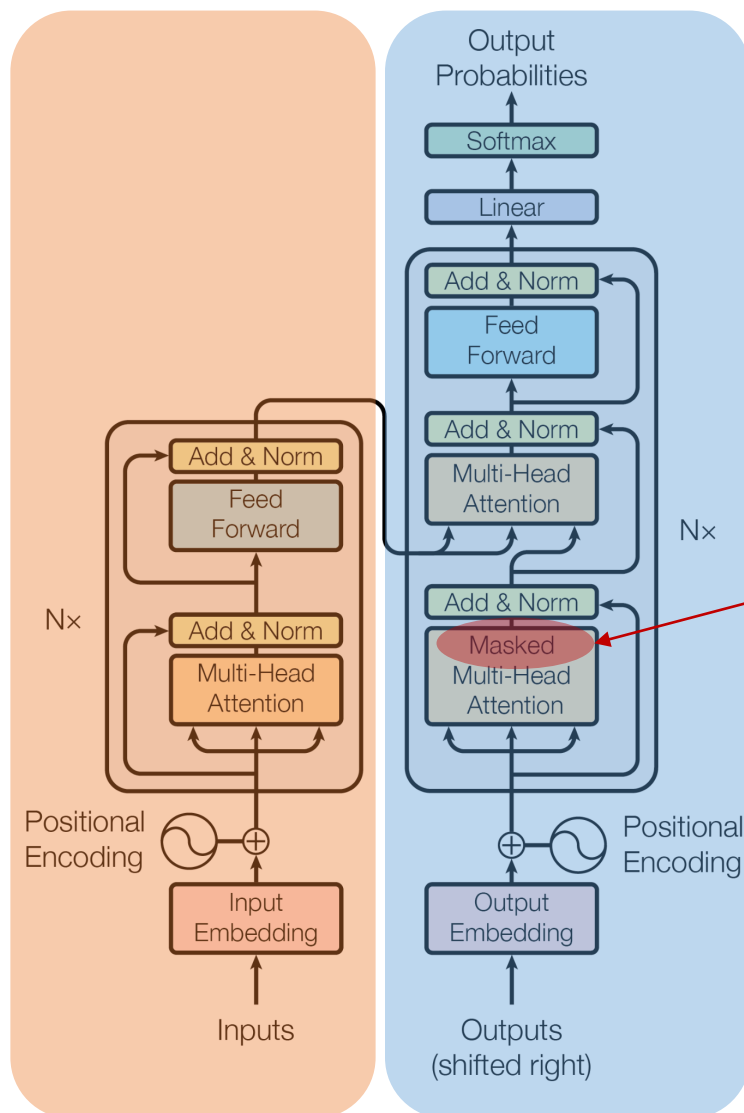 Output
Probabilities
Softmax
Linear
Add & Norm
Feed
Forward
Add & Norm
Multi-Head
Attention
Nx
Add & Norm
Masked
Multi-Head
Attention
Positional
Encoding
Output
Embedding
Outputs
(shifted right)
Add & Norm
Feed
Forward
Nx
Add & Norm
Multi-Head
Attention
Positional
Encoding
Input
Embedding
Inputs